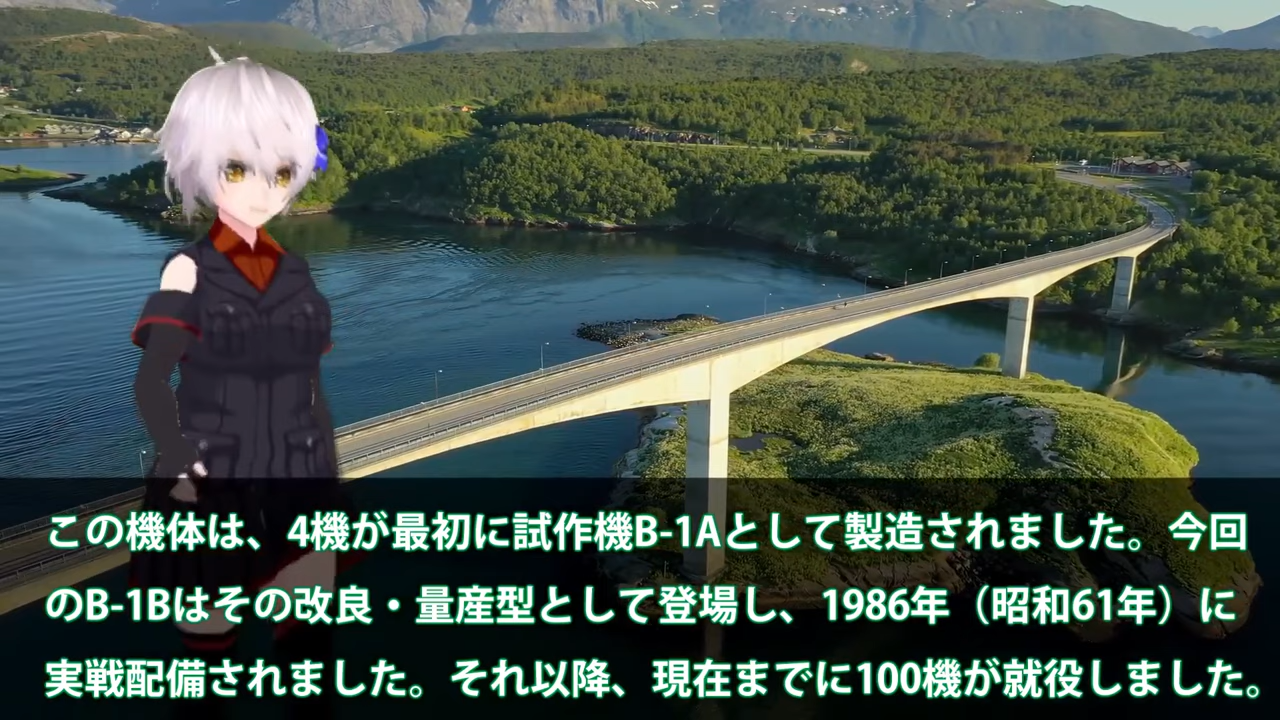 この機体は、4機が最初に試作機B-1Aとして製造されました。今回
のB-1Bはその改良・量産型として登場し、1986年（昭和61年）に
実戦配備されました。それ以降、現在までに100機が就役しました。